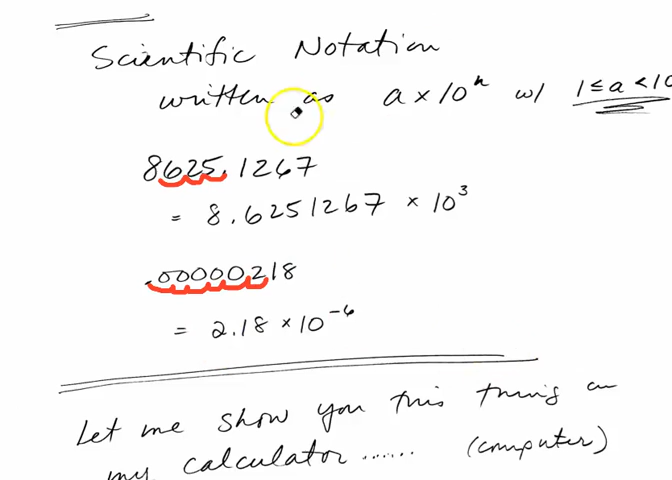 Scientific Notation
written as a × 10ⁿ w/ 1 ≤ a < 10
8625.1267
= 8.6251267 × 10³
.00000218
= 2.18 × 10⁻⁶
Let me show you this thing on
my calculator...... (computer)